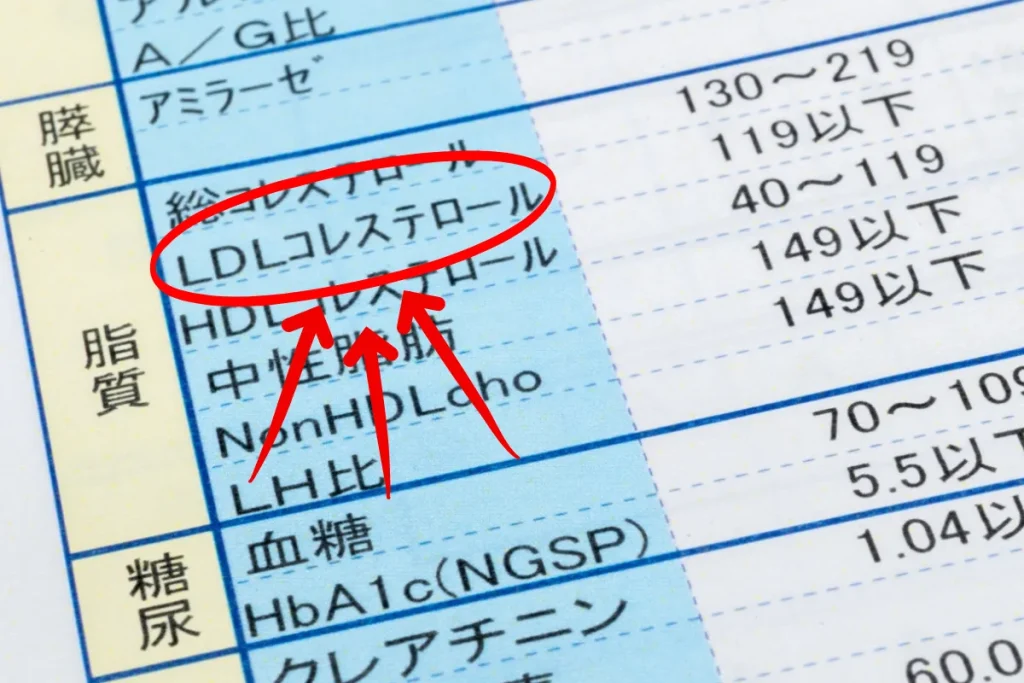 A/G比
膵臓
アミラーゼ
脂質
総コレステロール 130~219
LDLコレステロール 119以下
HDLコレステロール 40~119
中性脂肪 149以下
NonHDLcho 149以下
LH比
糖尿
血糖 70~109
HbA1c(NGSP) 5.5以下
クレアチニン 1.04以
60.0